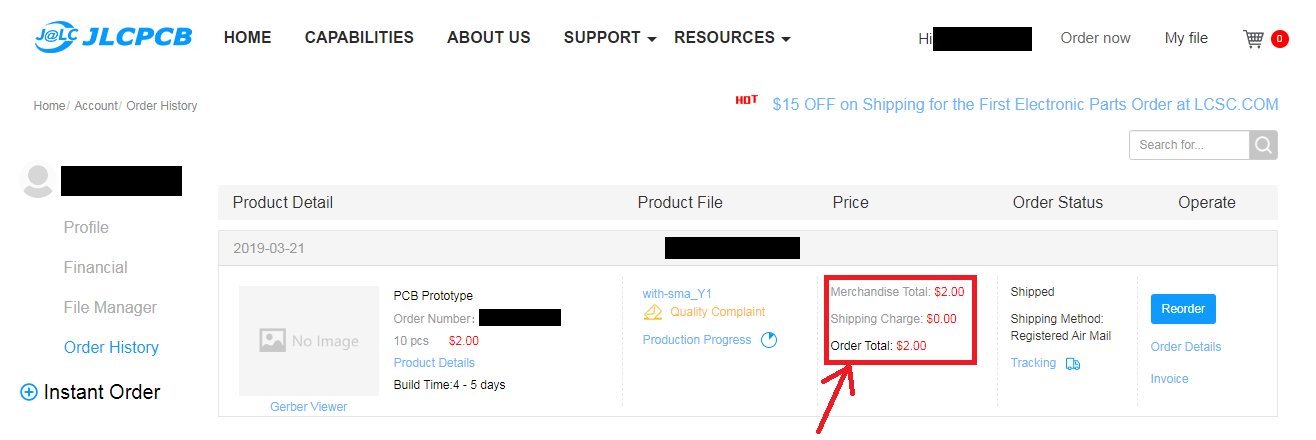 J@LC JLCPCB HOME CAPABILITIES ABOUT US SUPPORT RESOURCES Hi Order now My file 0
Home/ Account/ Order History HOT $15 OFF on Shipping for the First Electronic Parts Order at LCSC.COM
Search for...
Product Detail Product File Price Order Status Operate
Profile
Financial
File Manager
Order History
Instant Order
2019-03-21
No Image
Gerber Viewer
PCB Prototype
Order Number:
10 pcs $2.00
Product Details
Build Time:4 - 5 days
with-sma_Y1
Quality Complaint
Production Progress
Merchandise Total: $2.00
Shipping Charge: $0.00
Order Total: $2.00
Shipped
Shipping Method:
Registered Air Mail
Tracking
Reorder
Order Details
Invoice